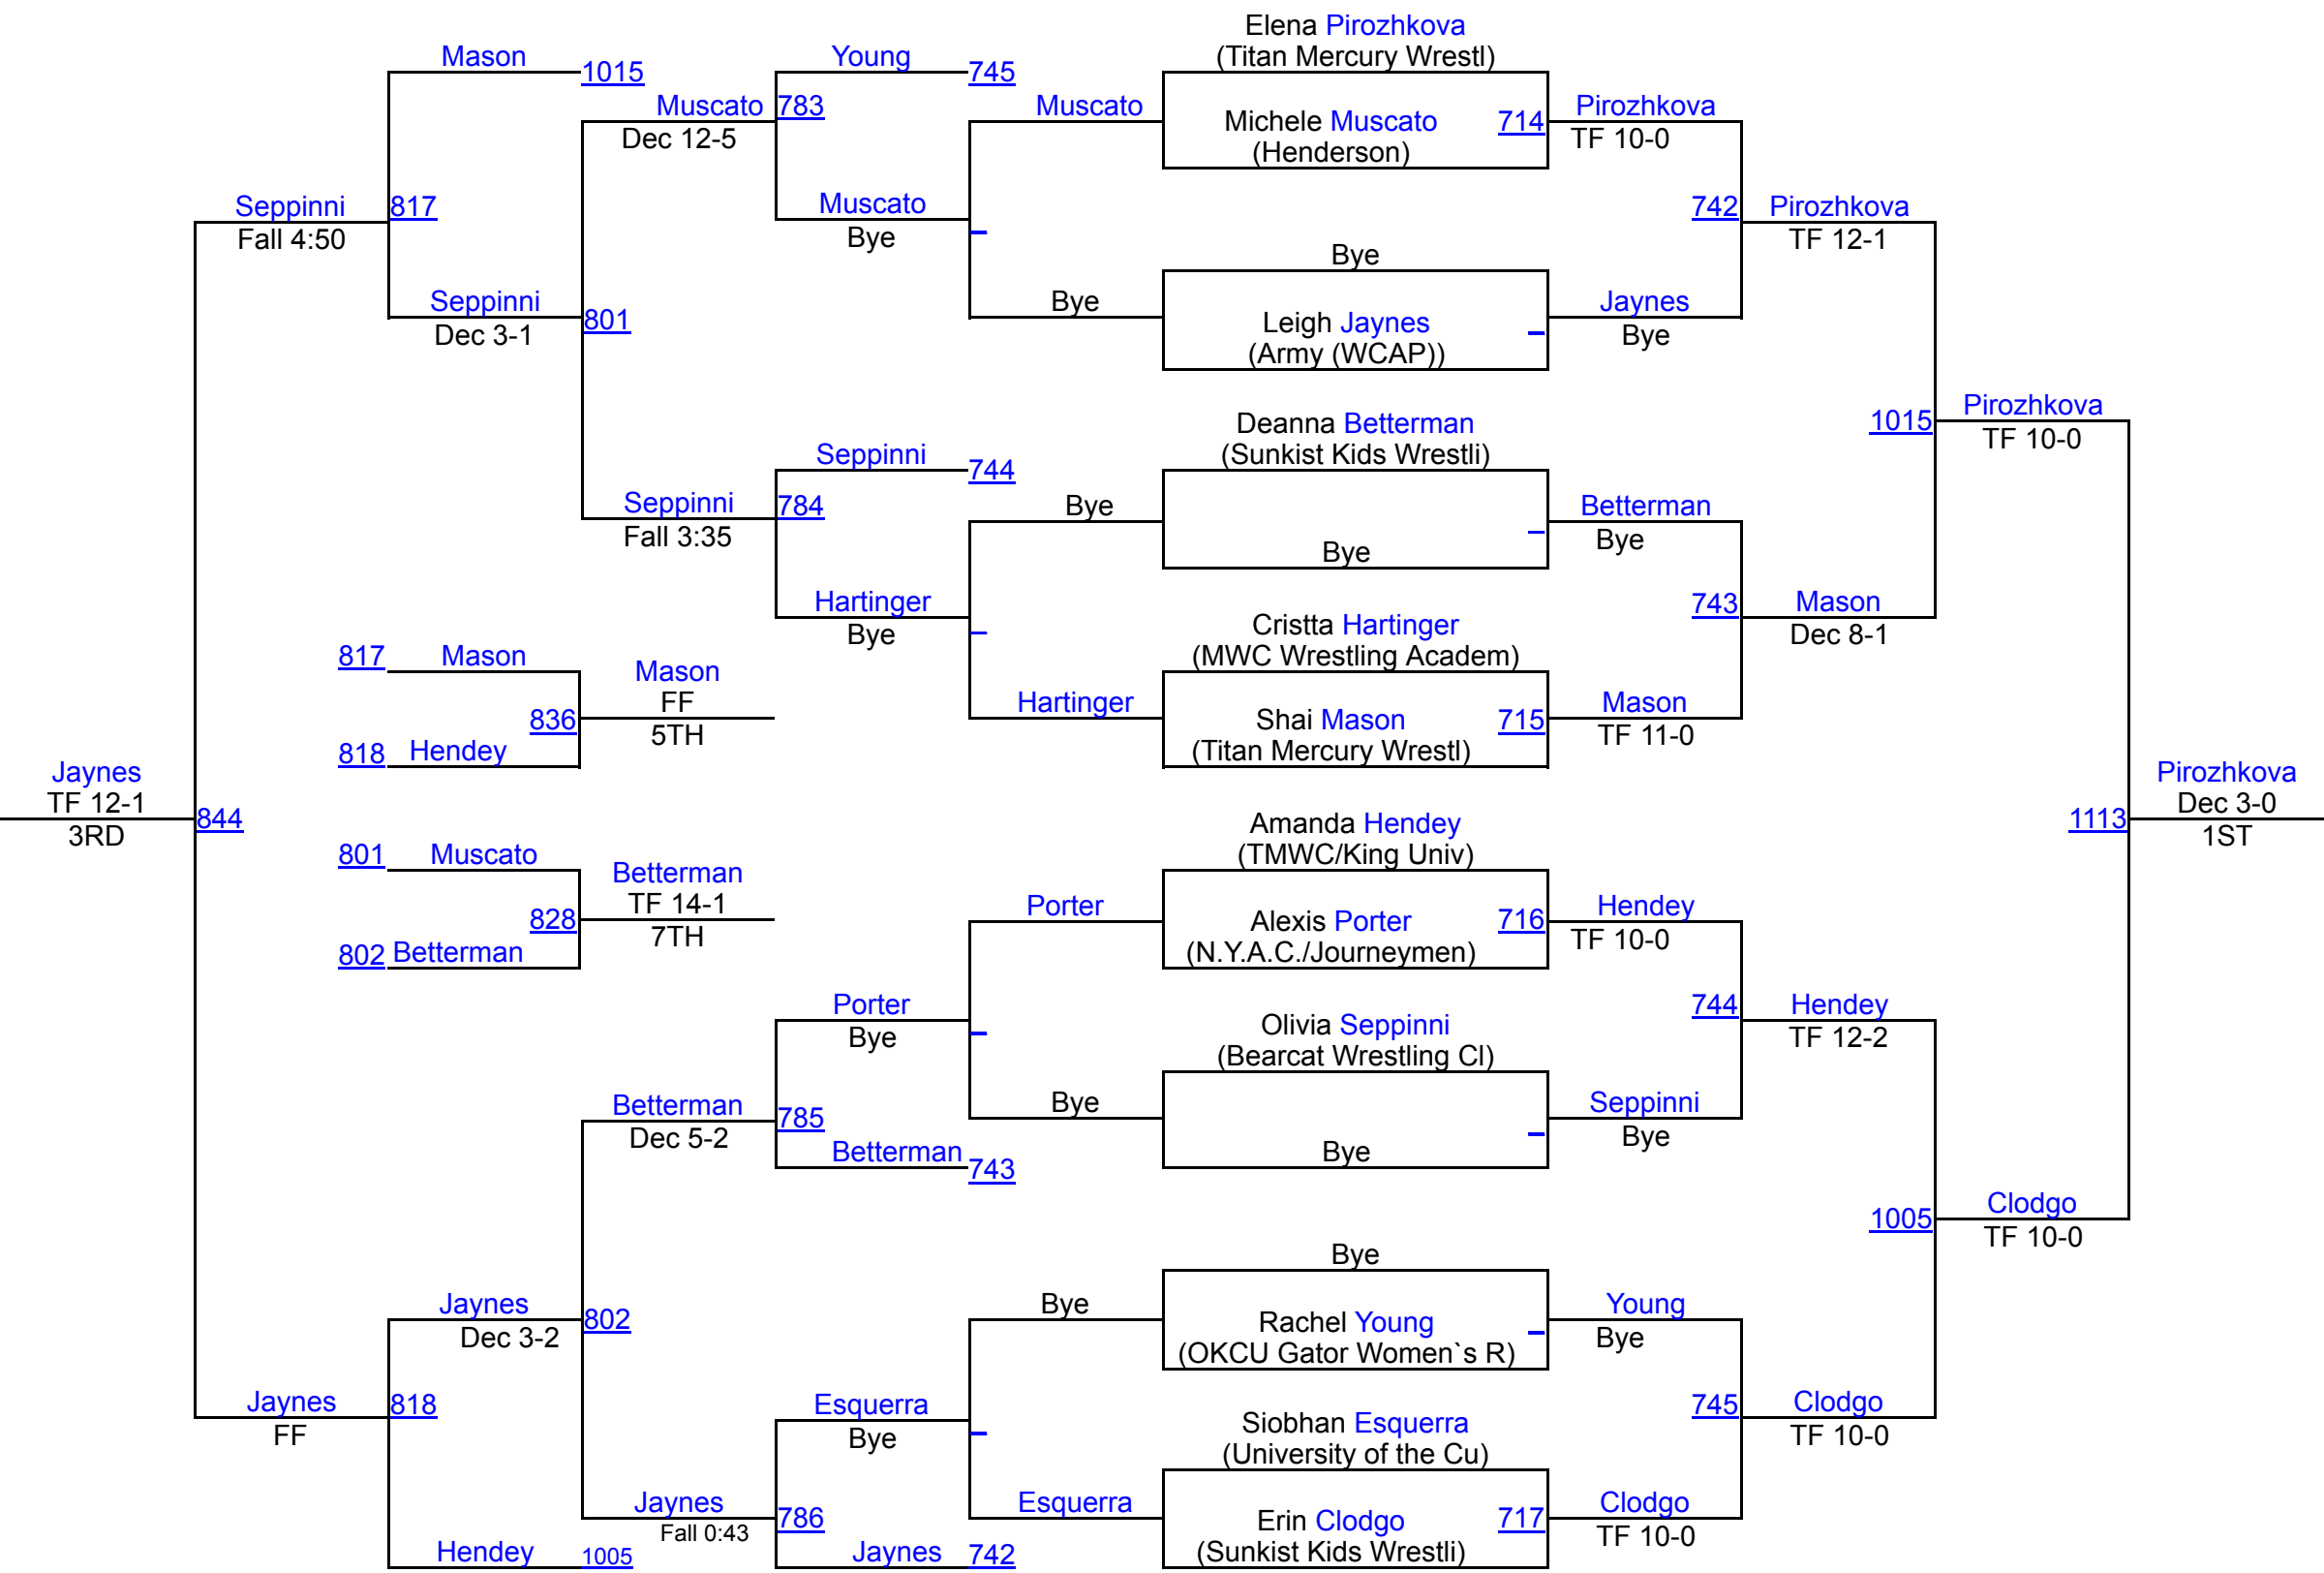 Elena Pirozhkova
(Titan Mercury Wrestl)
Mason
1015
Young
745
Muscato
783
Dec 12-5
Muscato
Michele Muscato
(Henderson)
714
Pirozhkova
TF 10-0
Seppinni
817
Fall 4:50
Muscato
Bye
742
Pirozhkova
TF 12-1
Bye
Seppinni
801
Dec 3-1
Bye
Leigh Jaynes
(Army (WCAP))
Jaynes
Bye
Deanna Betterman
(Sunkist Kids Wrestli)
1015
Pirozhkova
TF 10-0
Seppinni
744
Seppinni
784
Fall 3:35
Bye
Bye
Betterman
Bye
Hartinger
Bye
Cristta Hartinger
(MWC Wrestling Academ)
743
Mason
Dec 8-1
817
Mason
Mason
FF
5TH
836
818
Hendey
Hartinger
Shai Mason
(Titan Mercury Wrestl)
715
Mason
TF 11-0
Jaynes
TF 12-1
3RD
844
1113
Pirozhkova
Dec 3-0
1ST
Amanda Hendey
(TMWC/King Univ)
801
Muscato
Betterman
TF 14-1
7TH
828
802
Betterman
Porter
Alexis Porter
(N.Y.A.C./Journeymen)
716
Hendey
TF 10-0
Porter
Bye
Olivia Seppinni
(Bearcat Wrestling Cl)
744
Hendey
TF 12-2
Betterman
785
Dec 5-2
Bye
Bye
Seppinni
Bye
Betterman
743
1005
Clodgo
TF 10-0
Bye
Jaynes
802
Dec 3-2
Bye
Rachel Young
(OKCU Gator Women`s R)
Young
Bye
Jaynes
818
FF
Esquerra
Bye
Siobhan Esquerra
(University of the Cu)
745
Clodgo
TF 10-0
Jaynes
786
Fall 0:43
Esquerra
Erin Clodgo
(Sunkist Kids Wrestli)
717
Clodgo
TF 10-0
Hendey
1005
Jaynes
742